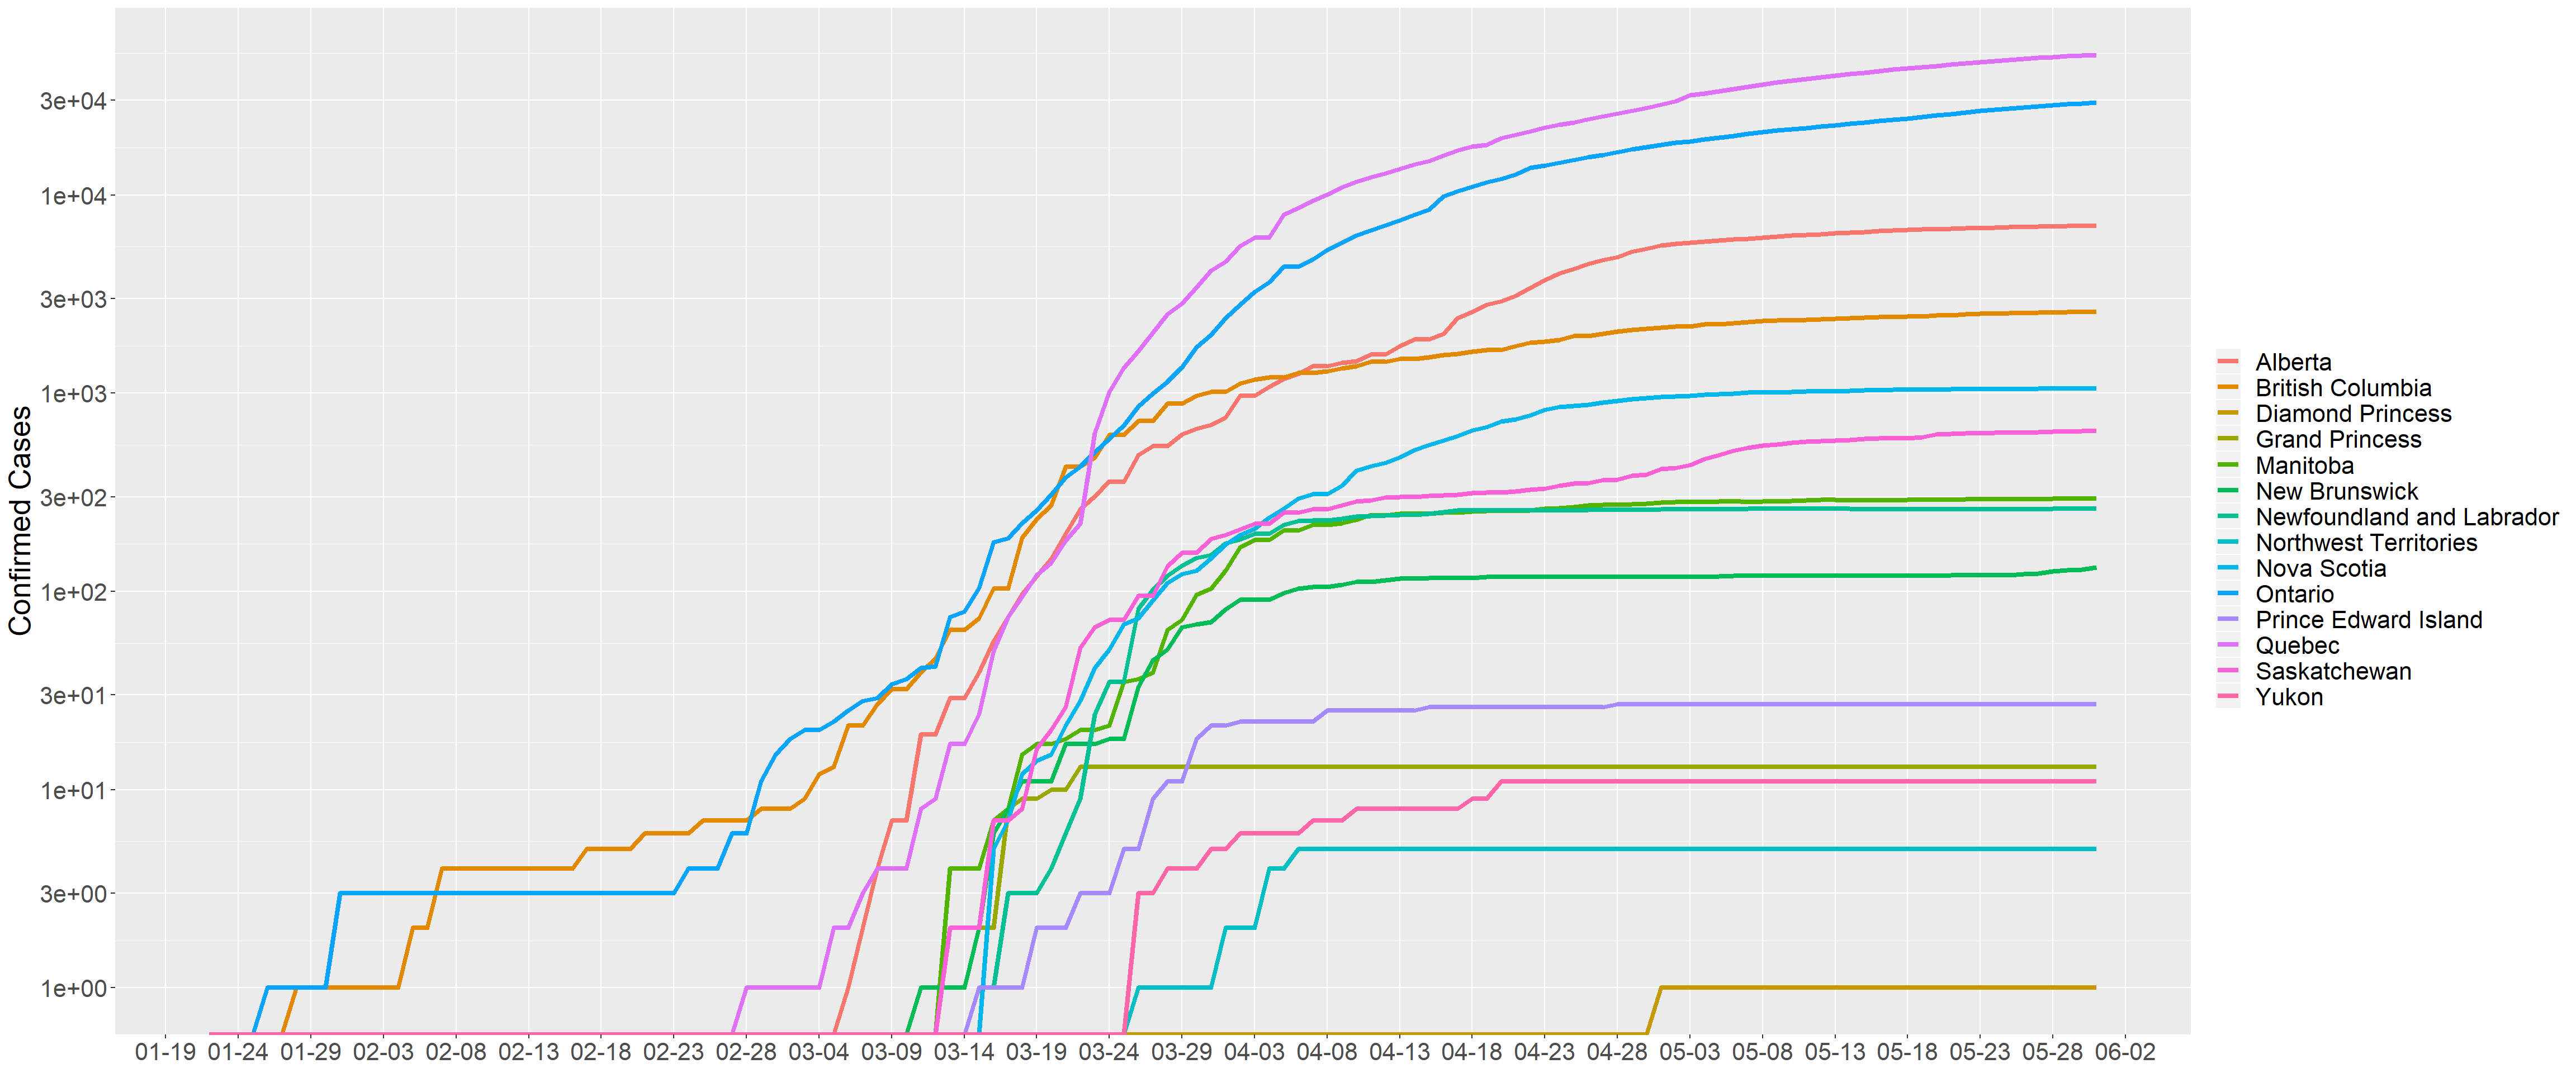 Confirmed Cases
3e+04
1e+04
3e+03
1e+03
3e+02
1e+02
3e+01
1e+01
3e+00
1e+00
01-19 01-24 01-29 02-03 02-08 02-13 02-18 02-23 02-28 03-04 03-09 03-14 03-19 03-24 03-29 04-03 04-08 04-13 04-18 04-23 04-28 05-03 05-08 05-13 05-18 05-23 05-28 06-02
Alberta
British Columbia
Diamond Princess
Grand Princess
Manitoba
New Brunswick
Newfoundland and Labrador
Northwest Territories
Nova Scotia
Ontario
Prince Edward Island
Quebec
Saskatchewan
Yukon